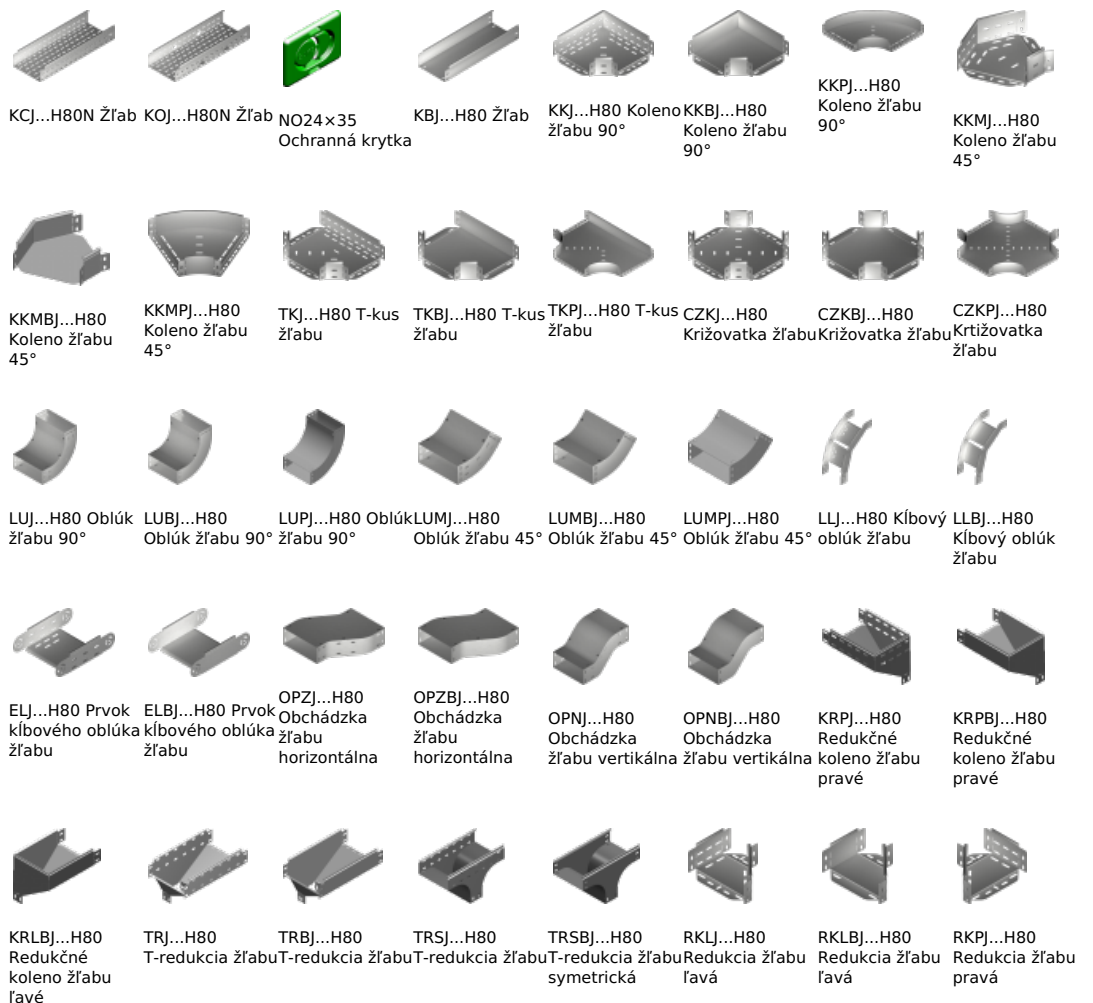 KCJ...H80N Žľab
KOJ...H80N Žľab
NO24×35
Ochranná krytka
KBJ...H80 Žľab
KKJ...H80 Koleno
žľabu 90°
KKBJ...H80
Koleno žľabu
90°
KKPJ...H80
Koleno žľabu
90°
KKMJ...H80
Koleno žľabu
45°
KKMBJ...H80
Koleno žľabu
45°
KKMPJ...H80
Koleno žľabu
45°
TKJ...H80 T-kus
žľabu
TKBJ...H80 T-kus
žľabu
TKPJ...H80 T-kus
žľabu
CZKJ...H80
Križovatka žľabu
CZKBJ...H80
Križovatka žľabu
CZKPJ...H80
Krtižovatka
žľabu
LUJ...H80 Oblúk
žľabu 90°
LUBJ...H80
Oblúk žľabu 90°
LUPJ...H80 Oblúk
žľabu 90°
LUMJ...H80
Oblúk žľabu 45°
LUMBJ...H80
Oblúk žľabu 45°
LUMPJ...H80
Oblúk žľabu 45°
LLJ...H80 Kĺbový
oblúk žľabu
LLBJ...H80
Kĺbový oblúk
žľabu
ELJ...H80 Prvok
kĺbového oblúka
žľabu
ELBJ...H80 Prvok
kĺbového oblúka
žľabu
OPZJ...H80
Obchádzka
žľabu
horizontálna
OPZBJ...H80
Obchádzka
žľabu
horizontálna
OPNJ...H80
Obchádzka
žľabu vertikálna
OPNBJ...H80
Obchádzka
žľabu vertikálna
KRPJ...H80
Redukčné
koleno žľabu
pravé
KRPBJ...H80
Redukčné
koleno žľabu
pravé
KRLBJ...H80
Redukčné
koleno žľabu
ľavé
TRJ...H80
T-redukcia žľabu
TRBJ...H80
T-redukcia žľabu
TRSJ...H80
T-redukcia žľabu
TRSBJ...H80
T-redukcia žľabu
symetrická
RKLJ...H80
Redukcia žľabu
ľavá
RKLBJ...H80
Redukcia žľabu
ľavá
RKPJ...H80
Redukcia žľabu
pravá